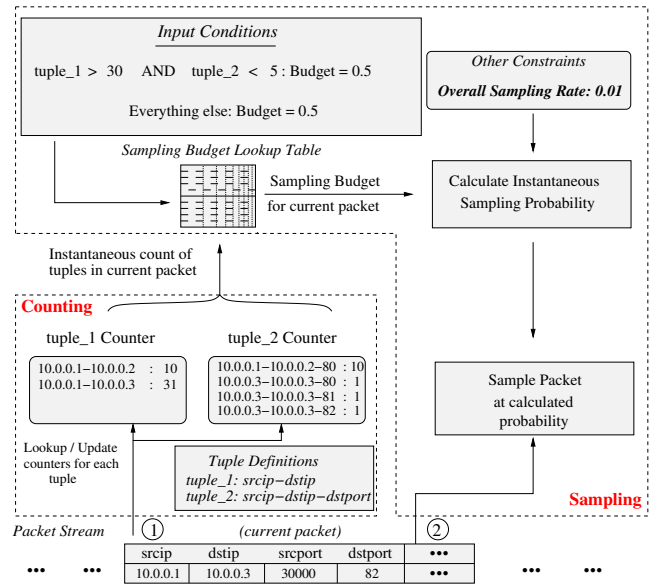 Input Conditions
tuple_1 > 30 AND tuple_2 < 5 : Budget = 0.5
Everything else: Budget = 0.5
Other Constraints
Overall Sampling Rate: 0.01
Sampling Budget Lookup Table
Sampling Budget
for current packet
Calculate Instantaneous
Sampling Probability
Instantaneous count of
tuples in current packet
Counting
tuple_1 Counter
tuple_2 Counter
10.0.0.1−10.0.0.2 : 10
10.0.0.1−10.0.0.3 : 31
10.0.0.1−10.0.0.2−80 : 10
10.0.0.3−10.0.0.3−80 : 1
10.0.0.3−10.0.0.3−81 : 1
10.0.0.3−10.0.0.3−82 : 1
Sample Packet
at calculated
probability
Lookup / Update
counters for each
tuple
Tuple Definitions
tuple_1: srcip−dstip
tuple_2: srcip−dstip−dstport
Sampling
Packet Stream
1
(current packet)
2
srcip dstip srcport dstport •••
••• ••• 10.0.0.1 10.0.0.3 30000 82 ••• ••• •••